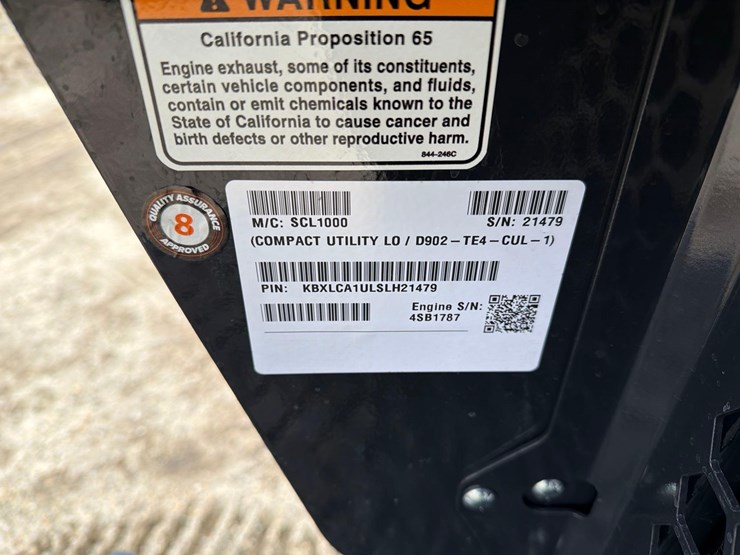 WARNING
California Proposition 65
Engine exhaust, some of its constituents,
certain vehicle components, and fluids,
contain or emit chemicals known to the
State of California to cause cancer and
birth defects or other reproductive harm.
844-246C
QUALITY ASSURANCE
8
APPROVED
M/C: SCL1000
S/N: 21479
(COMPACT UTILITY LO / D902-TE4-CUL-1)
PIN: KBXLCA1ULSLH21479
Engine S/N:
4SB1787